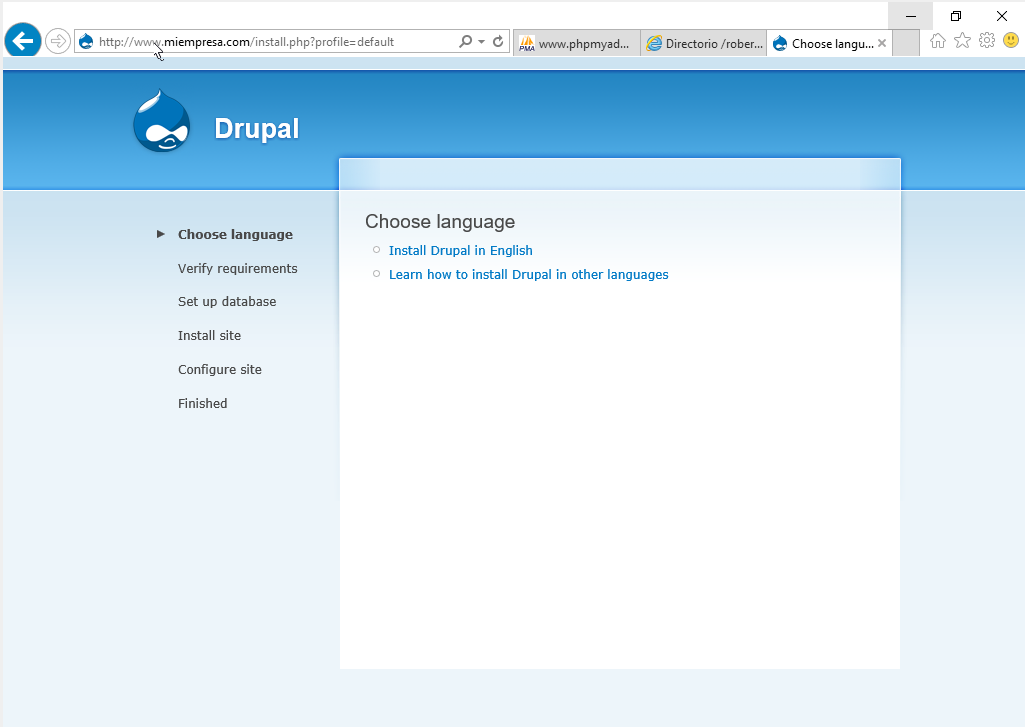 http://www.miempresa.com/install.php?profile=default
PMA www.phpmyad...
Directorio /rober...
Choose langu...
Drupal
Choose language
Verify requirements
Set up database
Install site
Configure site
Finished
Choose language
Install Drupal in English
Learn how to install Drupal in other languages